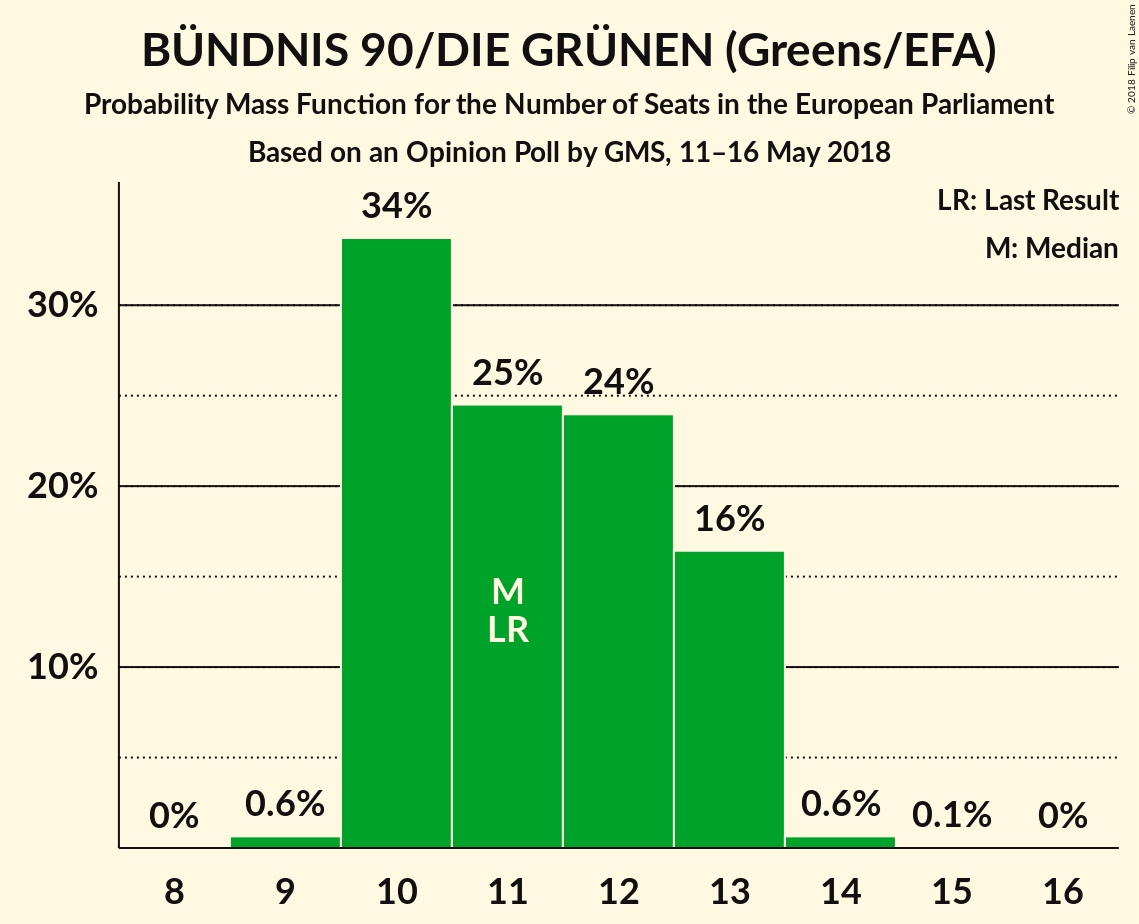 BÜNDNIS 90/DIE GRÜNEN (Greens/EFA)
Probability Mass Function for the Number of Seats in the European Parliament
Based on an Opinion Poll by GMS, 11–16 May 2018
© 2018 Filip van Laenen
LR: Last Result
M: Median
34%
30%
25%
24%
20%
16%
M
LR
10%
0%
0.6%
0.6%
0.1%
0%
8
9
10
11
12
13
14
15
16